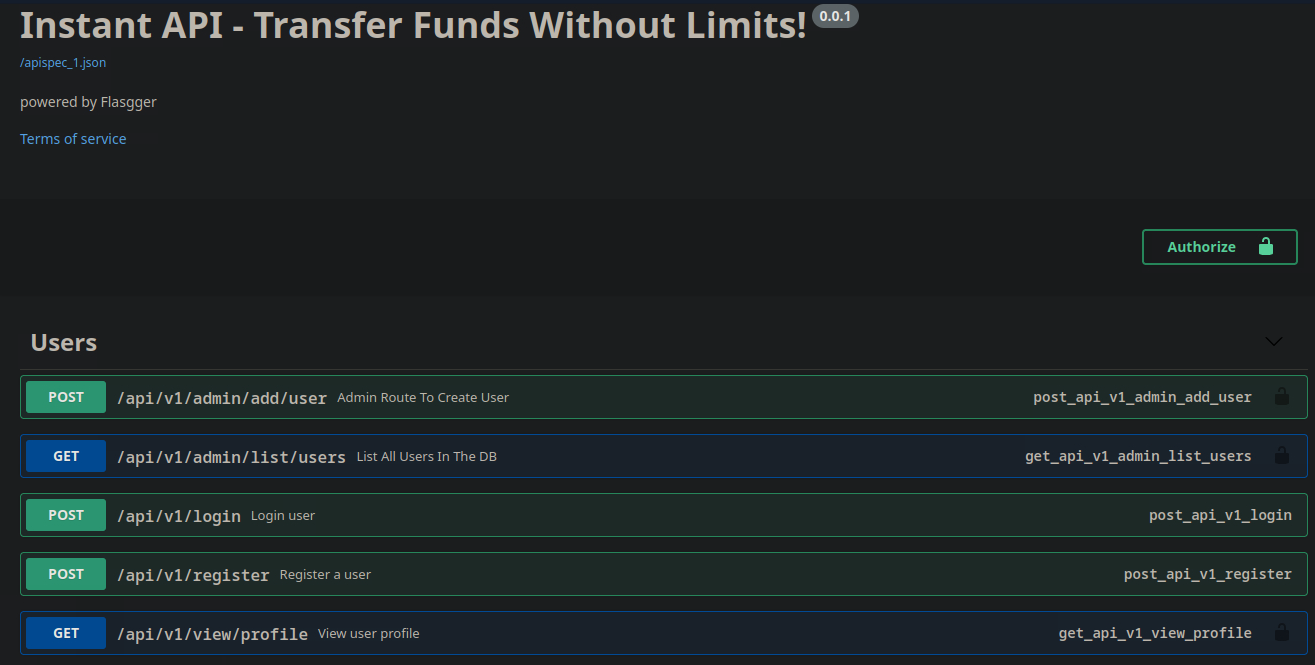 Instant API - Transfer Funds Without Limits! 0.0.1
/apispec_1.json
powered by Flasgger
Terms of service
Authorize
Users
POST /api/v1/admin/add/user Admin Route To Create User post_api_v1_admin_add_user
GET /api/v1/admin/list/users List All Users In The DB get_api_v1_admin_list_users
POST /api/v1/login Login user post_api_v1_login
POST /api/v1/register Register a user post_api_v1_register
GET /api/v1/view/profile View user profile get_api_v1_view_profile